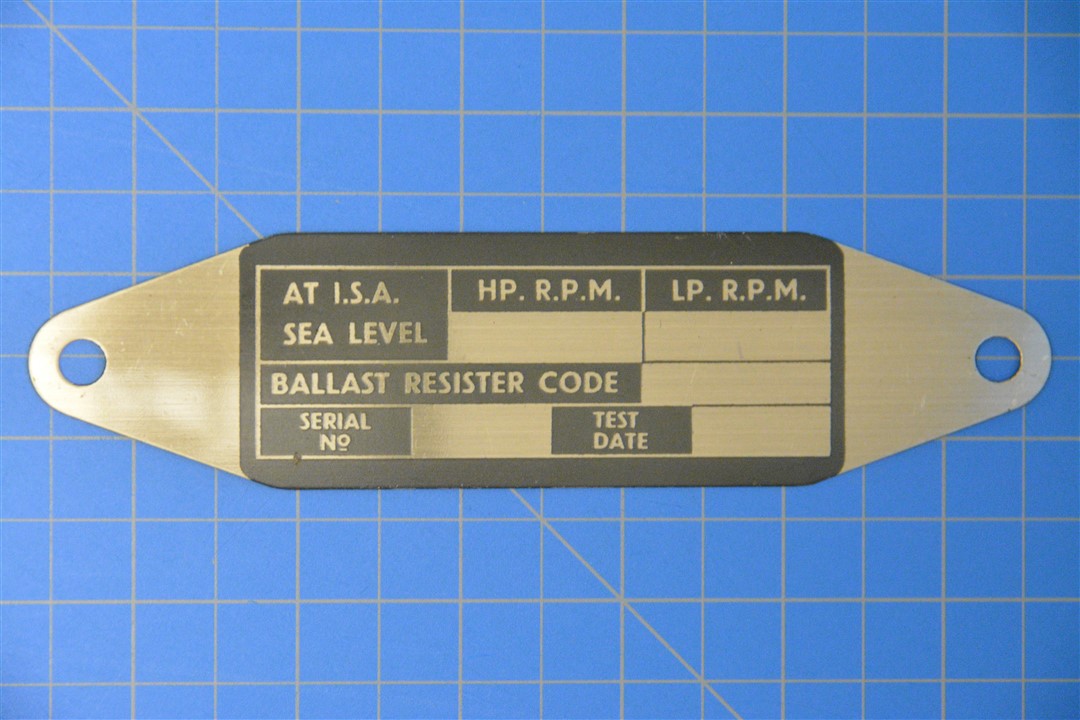 AT I.S.A.
SEA LEVEL
HP. R.P.M.
LP. R.P.M.
BALLAST RESISTER CODE
SERIAL
Nº
TEST
DATE